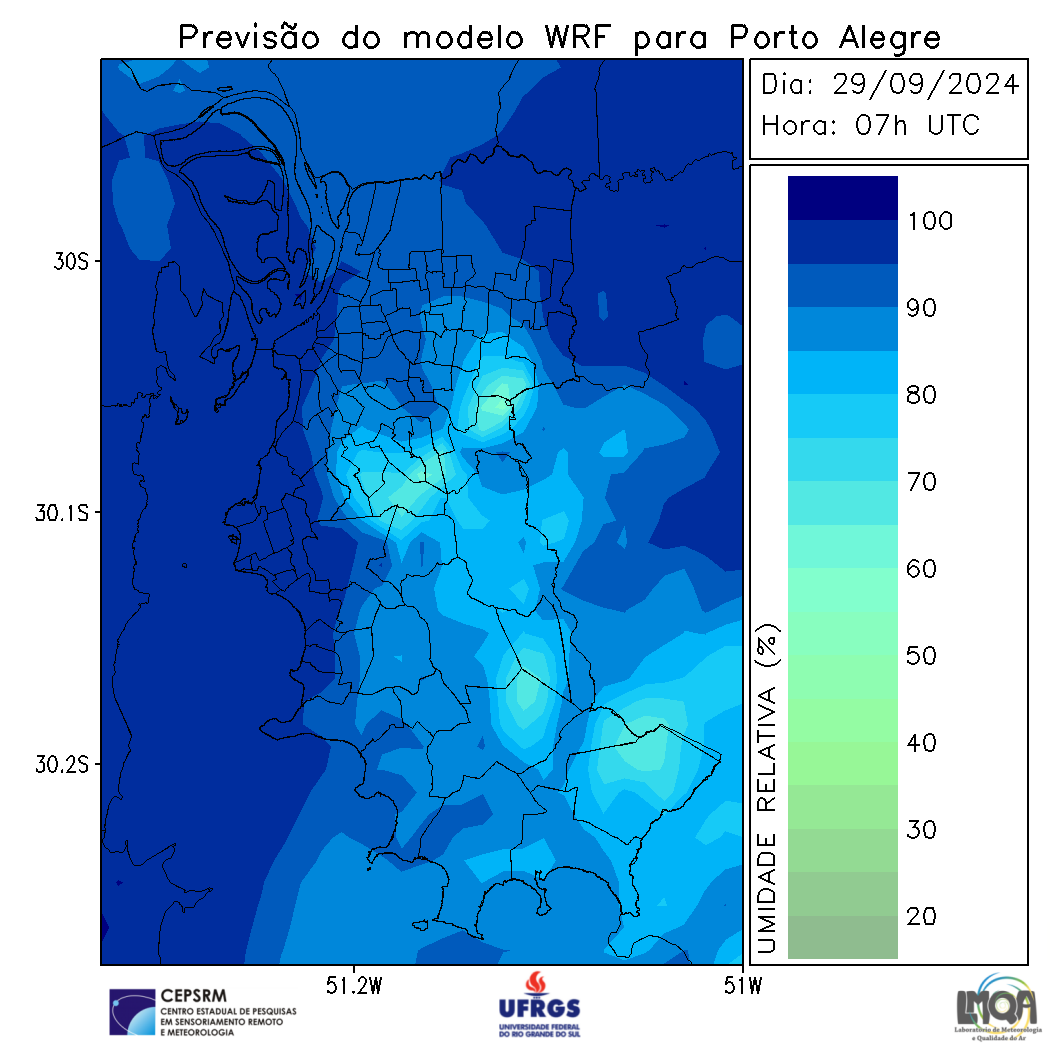 Previsão do modelo WRF para Porto Alegre
Dia: 29/09/2024
Hora: 07h UTC
30S
30.1S
30.2S
51.2W
51W
100
90
80
70
60
50
40
30
20
UMIDADE RELATIVA (%)
CEPSRM
CENTRO ESTADUAL DE PESQUISAS
EM SENSORIAMENTO REMOTO
E METEOROLOGIA
UFRGS
UNIVERSIDADE FEDERAL
DO RIO GRANDE DO SUL
LMQA
Laboratório de Meteorologia
e Qualidade do Ar